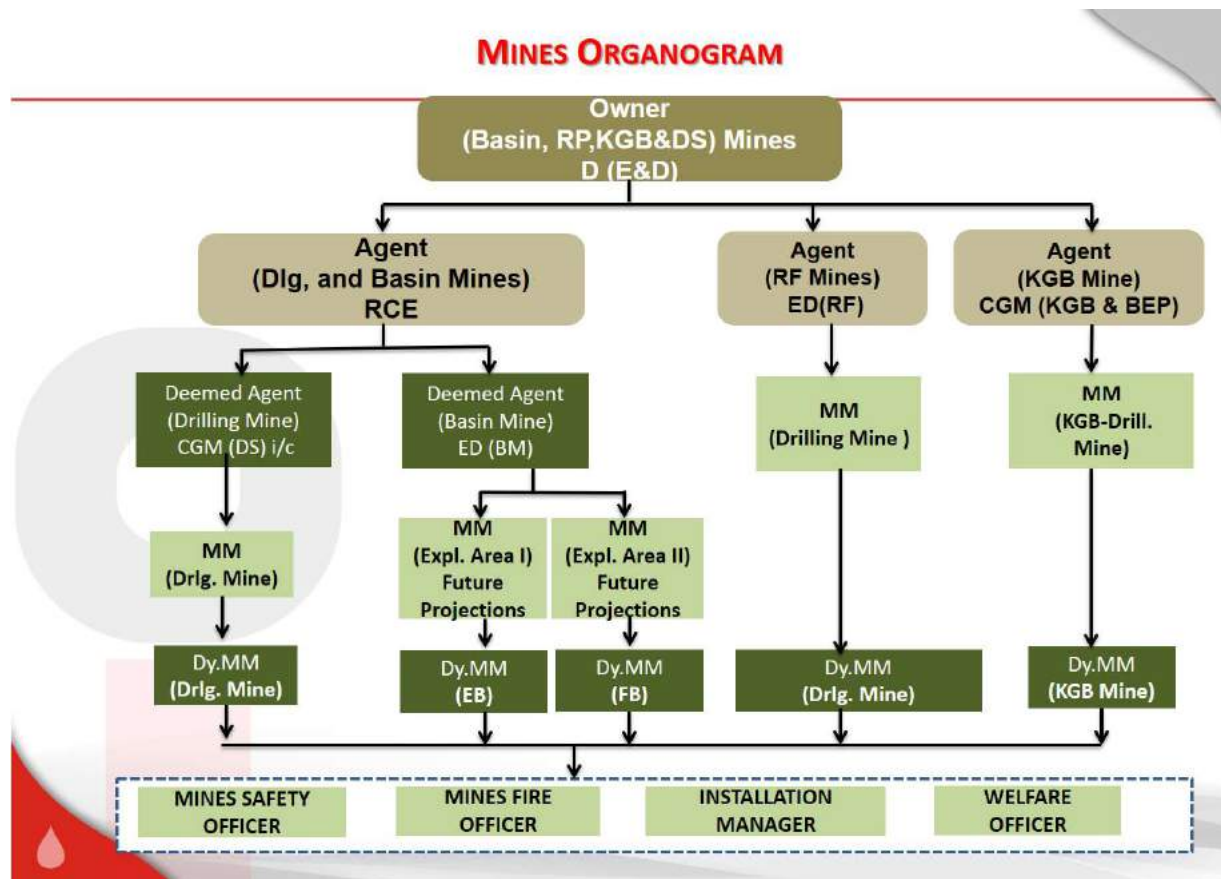 MINES ORGANOGRAM
Owner
(Basin, RP,KGB&DS) Mines
D (E&D)
Agent
(Dlg, and Basin Mines)
RCE
Agent
(RF Mines)
ED(RF)
Agent
(KGB Mine)
CGM (KGB & BEP)
Deemed Agent
(Drilling Mine)
CGM (DS) i/c
Deemed Agent
(Basin Mine)
ED (BM)
MM
(Drilling Mine )
MM
(KGB-Drill.
Mine)
MM
(Drlg. Mine)
MM
(Expl. Area I)
Future
Projections
MM
(Expl. Area II)
Future
Projections
Dy.MM
(Drlg. Mine)
Dy.MM
(EB)
Dy.MM
(FB)
Dy.MM
(Drlg. Mine)
Dy.MM
(KGB Mine)
MINES SAFETY
OFFICER
MINES FIRE
OFFICER
INSTALLATION
MANAGER
WELFARE
OFFICER